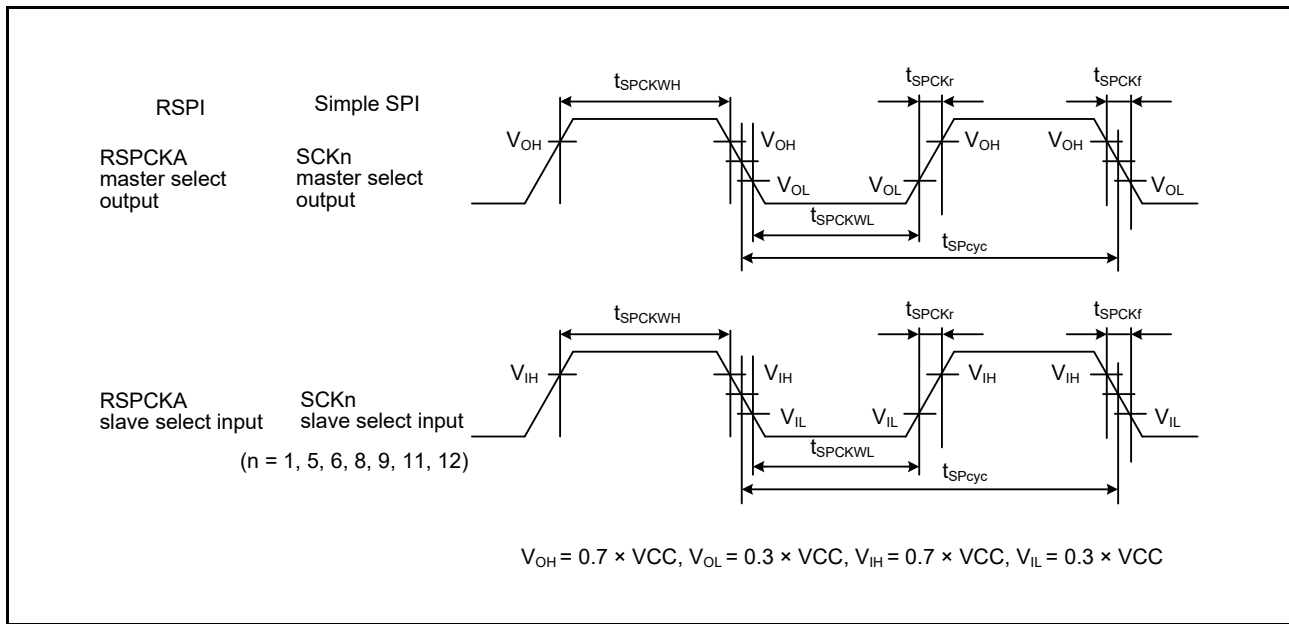 tSPCKWH
tSPCKr
tSPCKf
RSPI Simple SPI
VOH VOH VOH VOH
RSPCKA
master select
output
SCKn
master select
output
VOL VOL VOL
tSPCKWL
tSPcyc
tSPCKWH
tSPCKr
tSPCKf
VIH VIH VIH VIH
RSPCKA
slave select input
SCKn
slave select input
VIL VIL VIL
(n = 1, 5, 6, 8, 9, 11, 12)
tSPCKWL
tSPcyc
VOH = 0.7 × VCC, VOL = 0.3 × VCC, VIH = 0.7 × VCC, VIL = 0.3 × VCC